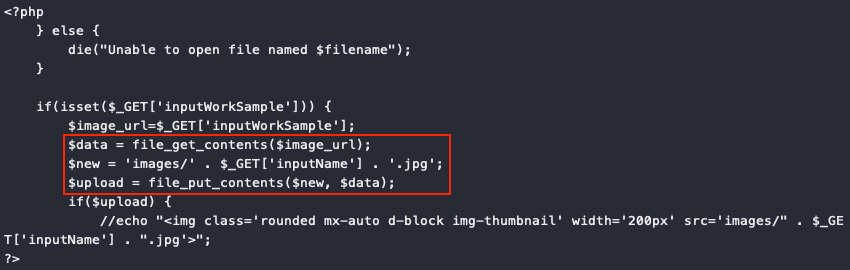 <?php
    } else {
        die("Unable to open file named $filename");
    }

    if(isset($_GET['inputWorkSample'])) {
        $image_url=$_GET['inputWorkSample'];
        $data = file_get_contents($image_url);
        $new = 'images/' . $_GET['inputName'] . '.jpg';
        $upload = file_put_contents($new, $data);
        if($upload) {
            //echo "<img class='rounded mx-auto d-block img-thumbnail' width='200px' src='images/" . $_GE
T['inputName'] . ".jpg'>";
?>